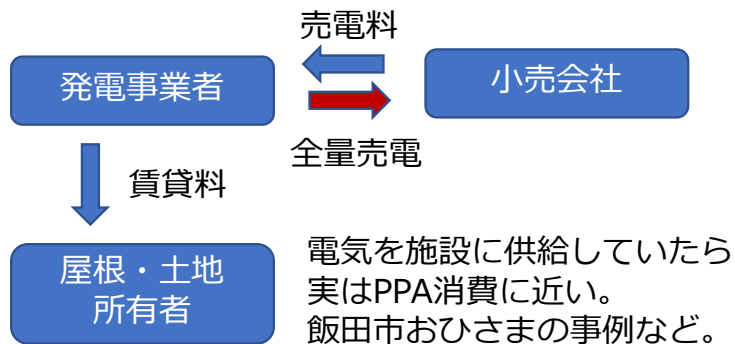 売電料
発電事業者
小売会社
全量売電
賃貸料
屋根・土地
所有者
電気を施設に供給していたら
実はPPA消費に近い。
飯田市おひさまの事例など。